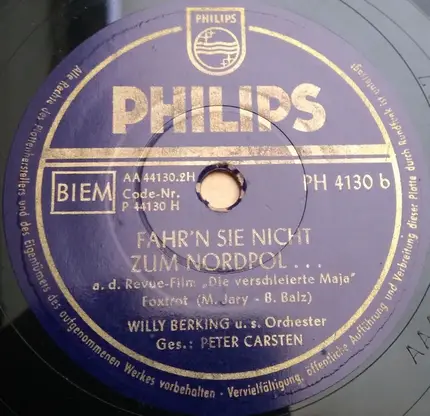 PHILIPS
PHILIPS
BIEM
AA 44130.2H
Code-Nr.
P 44130 H
PH 4130 b
FAHR'N SIE NICHT
ZUM NORDPOL...
a. d. Revue-Film „Die verschleierte Maja"
Foxtrot (M. Jary - B. Balz)
WILLY BERKING u. s. Orchester
Ges.: PETER CARSTEN
Alle Rechte des Plattenherstellers und des Eigentümers des aufgenommenen Werkes vorbehalten - Vervielfältigung, öffentliche Aufführung und Verbreitung dieser Platte durch Rundfunk ist untersagt